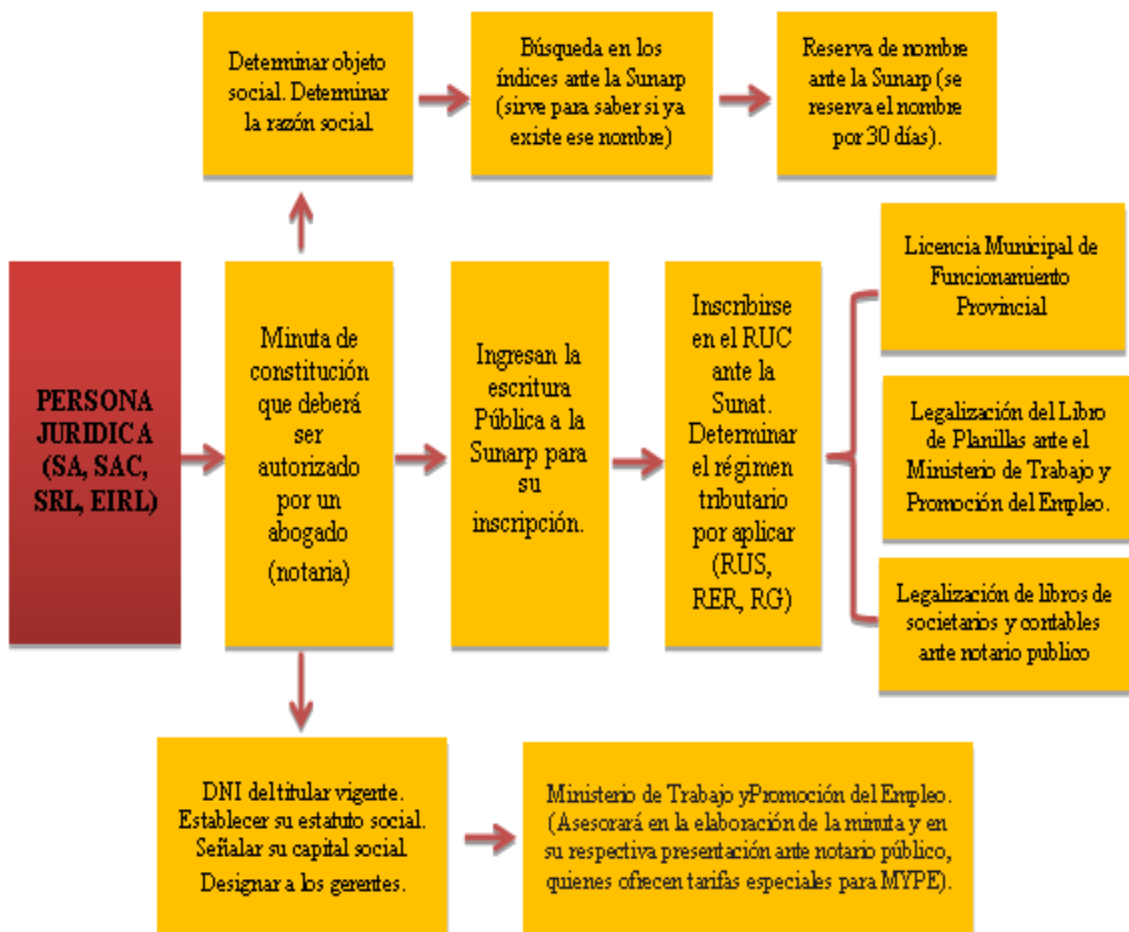 Determinar objeto
social. Determinar
la razón social
Búsqueda en los
índices ante la Sunarp
(sirve para saber si ya
existe ese nombre)
Reserva de nombre
ante la Sunarp (se
reserva el nombre
por 30 días).
PERSONA
JURIDICA
(SA, SAC,
SRL, EIRL)
Minuta de
constitución
que deberá
ser
autorizado
por un
abogado
(notaria)
Ingresan la
escritura
Pública a la
Sunarp para
su
inscripción.
Inscribirse
en el RUC
ante la
Sunat.
Determinar
el régimen
tributario
por aplicar
(RUS,
RER, RG)
Licencia Municipal de
Funcionamiento
Provincial
Legalización del Libro
de Planillas ante el
Ministerio de Trabajo y
Promoción del Empleo.
Legalización de libros de
societarios y contables
ante notario publico
DNI del titular vigente.
Establecer su estatuto social.
Señalar su capital social.
Designar a los gerentes.
Ministerio de Trabajo yPromoción del Empleo.
(Asesorará en la elaboración de la minuta y en
su respectiva presentación ante notario público,
quienes ofrecen tarifas especiales para MYPE).